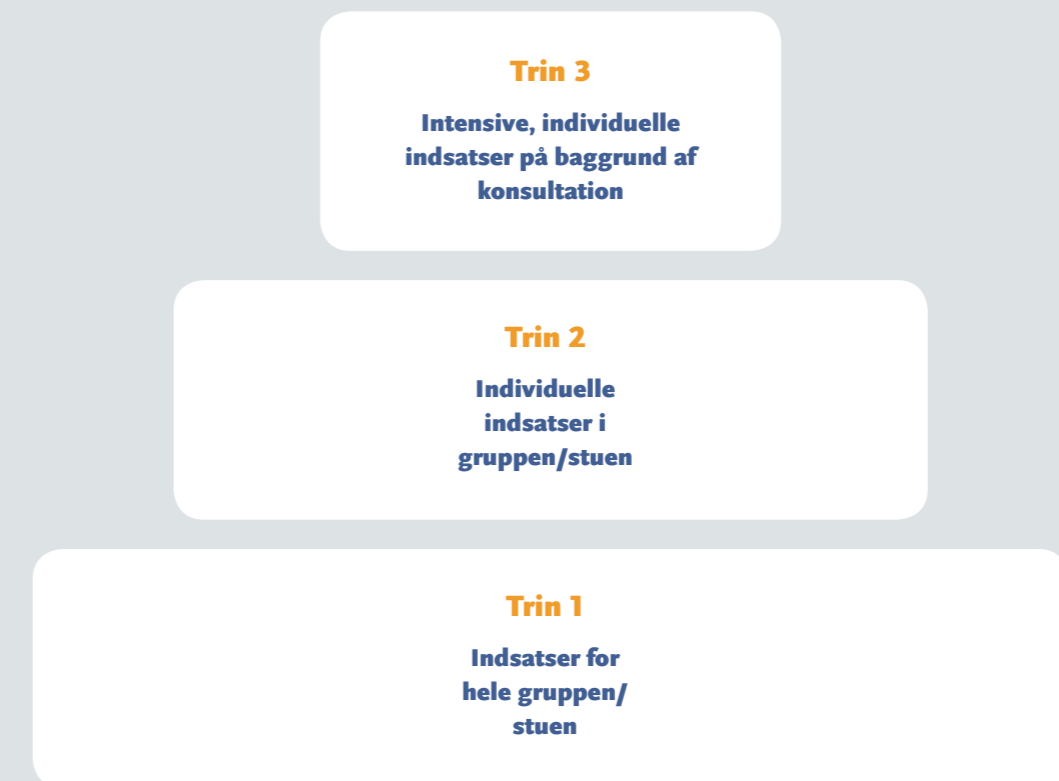 Trin 3
Intensive, individuelle
indsatser på baggrund af
konsultation
Trin 2
Individuelle
indsatser i
gruppen/stuen
Trin 1
Indsatser for
hele gruppen/
stuen